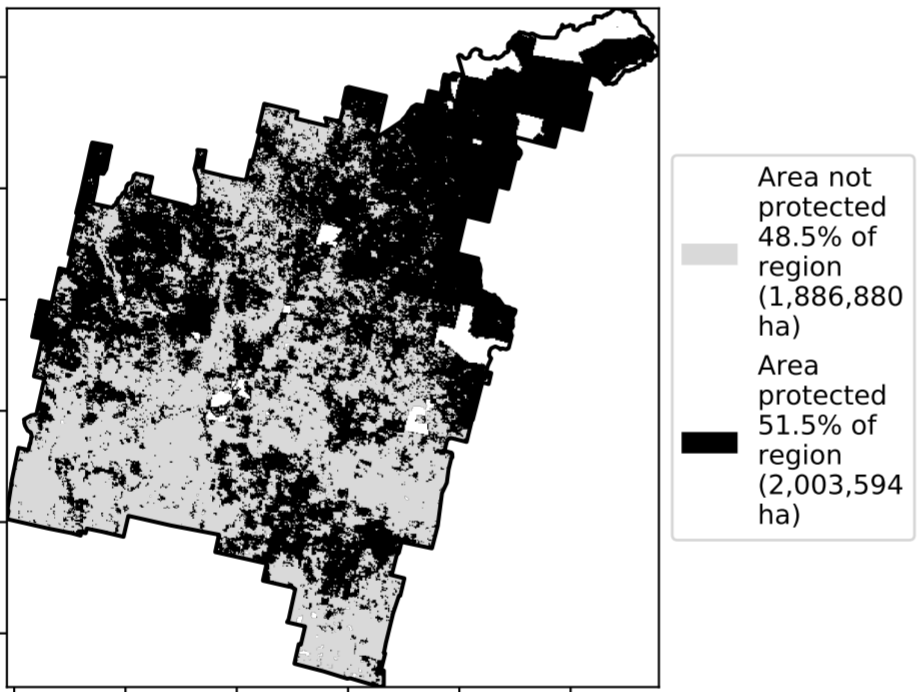 Area not
protected
48.5% of
region
(1,886,880
ha)
Area
protected
51.5% of
region
(2,003,594
ha)